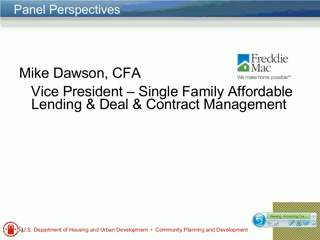 Panel Perspectives
Freddie
Mac
We make home possible
Mike Dawson, CFA
Vice President – Single Family Affordable
Lending & Deal & Contract Management
U.S. Department of Housing and Urban Development • Community Planning and Development